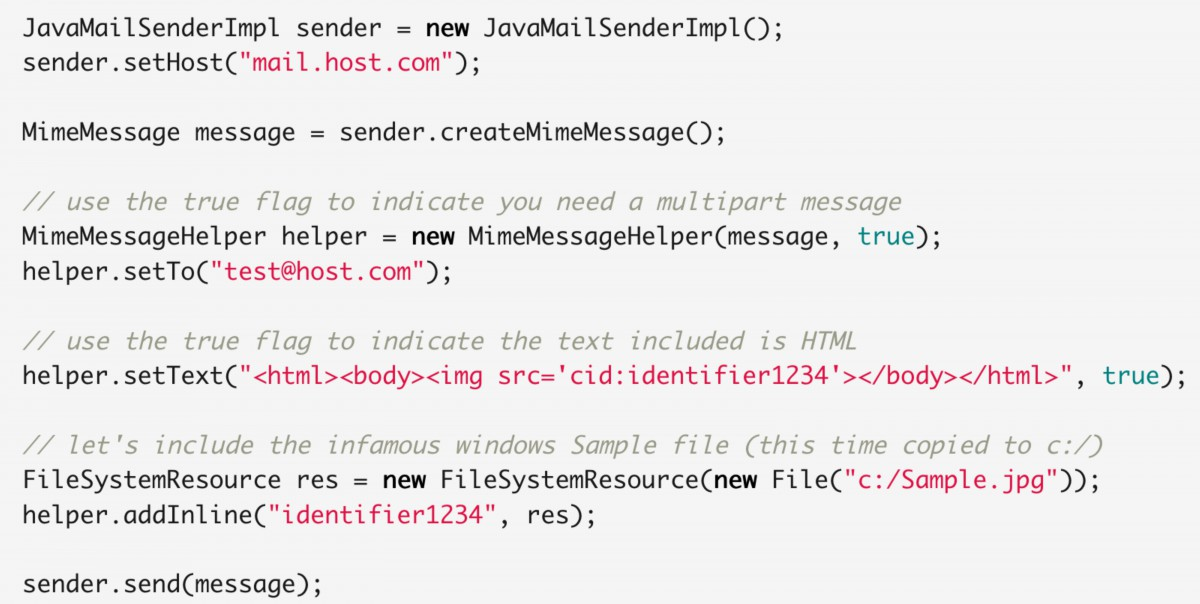 JavaMailSenderImpl sender = new JavaMailSenderImpl();
sender.setHost("mail.host.com");
MimeMessage message = sender.createMimeMessage();
// use the true flag to indicate you need a multipart message
MimeMessageHelper helper = new MimeMessageHelper(message, true);
helper.setTo("test@host.com");
// use the true flag to indicate the text included is HTML
helper.setText("<html><body><img src='cid:identifier1234'></body></html>", true);
// let's include the infamous windows Sample file (this time copied to c:/)
FileSystemResource res = new FileSystemResource(new File("c:/Sample.jpg"));
helper.addInline("identifier1234", res);
sender.send(message);